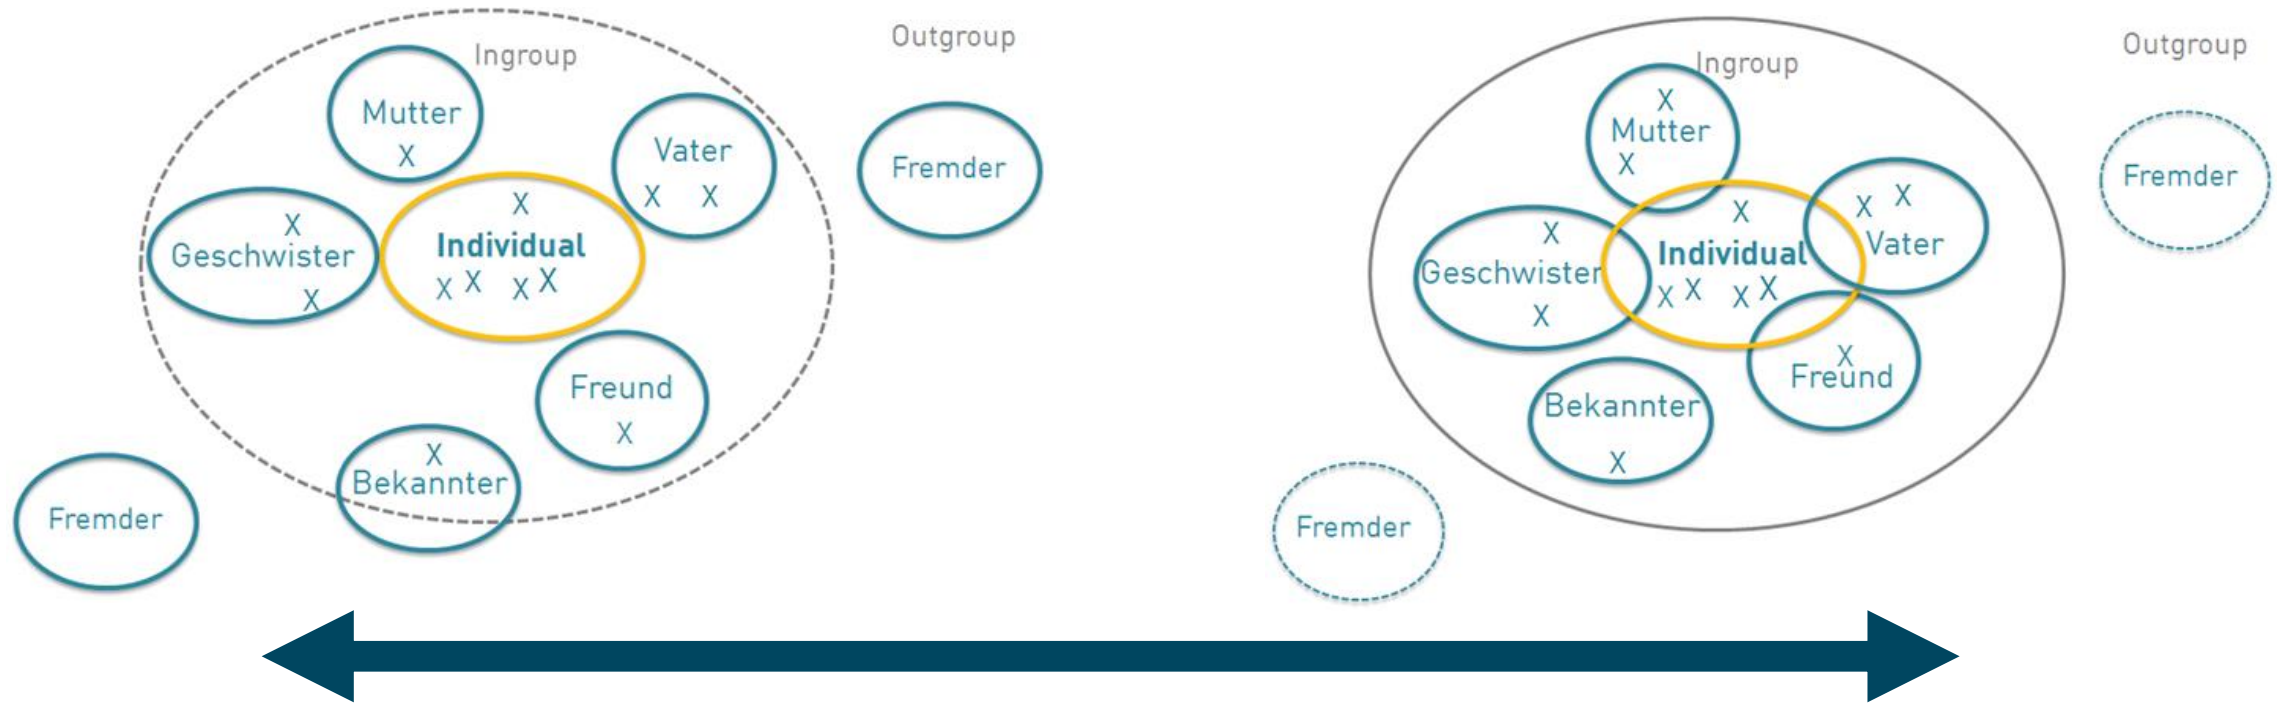 Ingroup
Outgroup
Mutter
X
Vater
X X
Fremder
X
Geschwister
X
X
Individual
X X X X
Freund
X
X
Bekannter
Fremder
Ingroup
Outgroup
X
Mutter
X
Fremder
X X
Vater
X
Geschwister
X
X
Individual
X X X X
X
Freund
Bekannter
X
Fremder